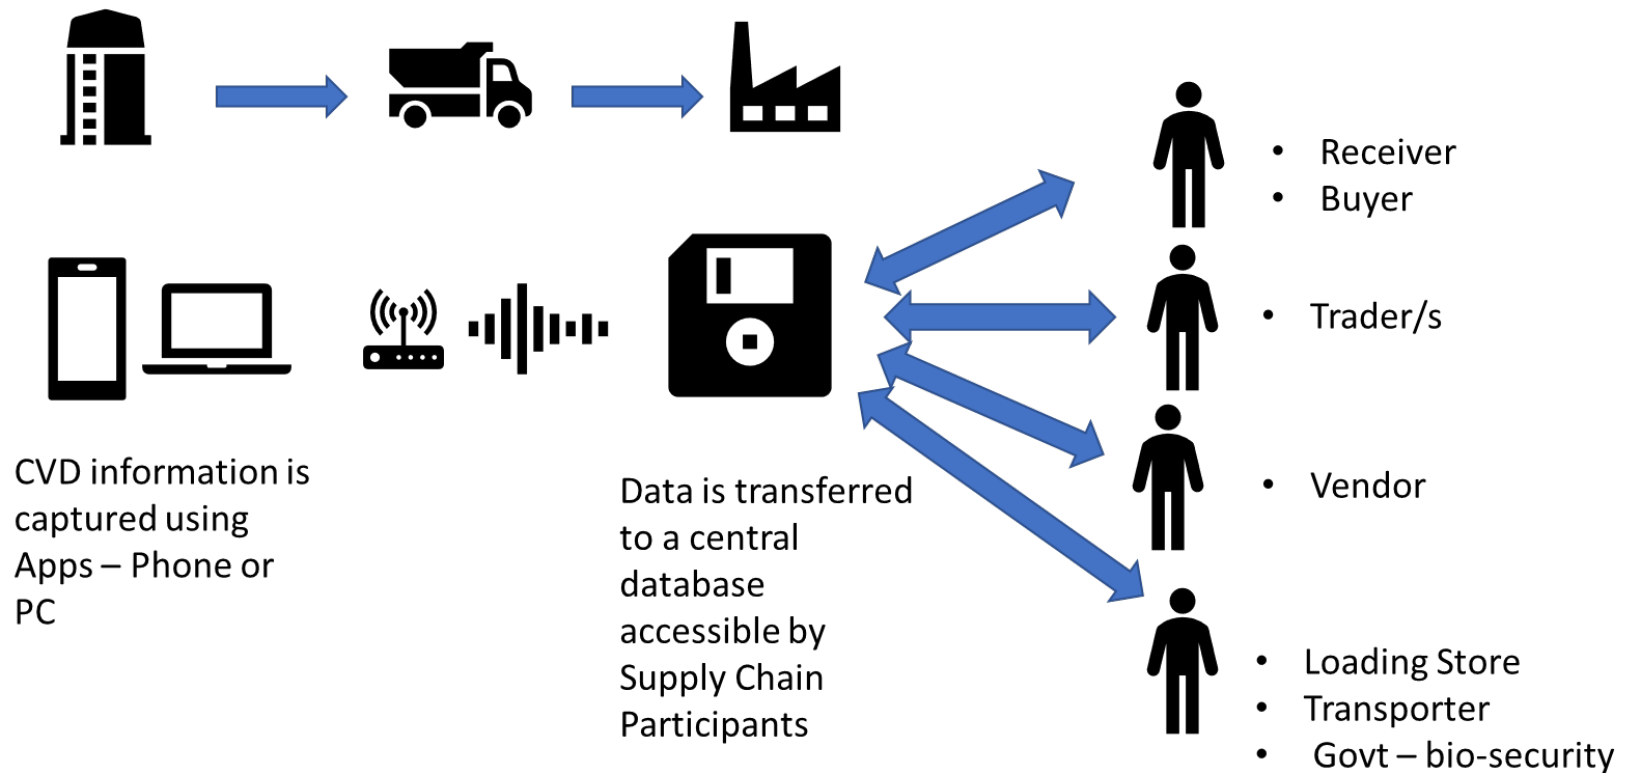 • Receiver
• Buyer
• Trader/s
• Vendor
• Loading Store
• Transporter
• Govt – bio-security
CVD information is
captured using
Apps – Phone or
PC
Data is transferred
to a central
database
accessible by
Supply Chain
Participants